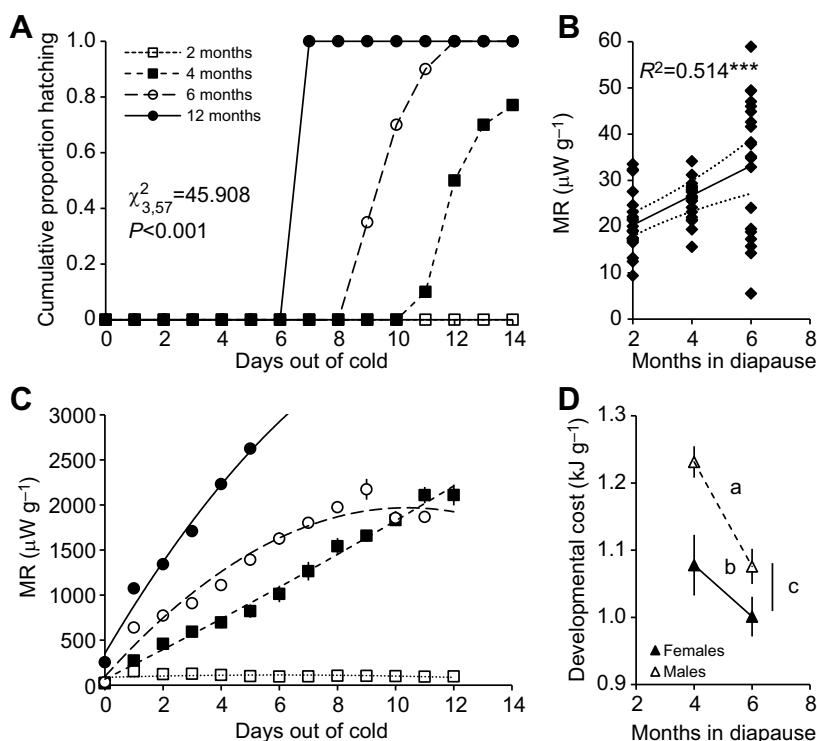 A
1.0
0.8
0.6
0.4
0.2
0
Cumulative proportion hatching
2 months
4 months
6 months
12 months
χ²3,57=45.908
P<0.001
0 2 4 6 8 10 12 14
Days out of cold
B
60
50
40
30
20
10
0
MR (μW g⁻¹)
R²=0.514***
2 4 6 8
Months in diapause
C
3000
2500
2000
1500
1000
500
0
MR (μW g⁻¹)
0 2 4 6 8 10 12 14
Days out of cold
D
1.3
1.2
1.1
1.0
0.9
Developmental cost (kJ g⁻¹)
a
b
c
Females
Males
2 4 6 8
Months in diapause